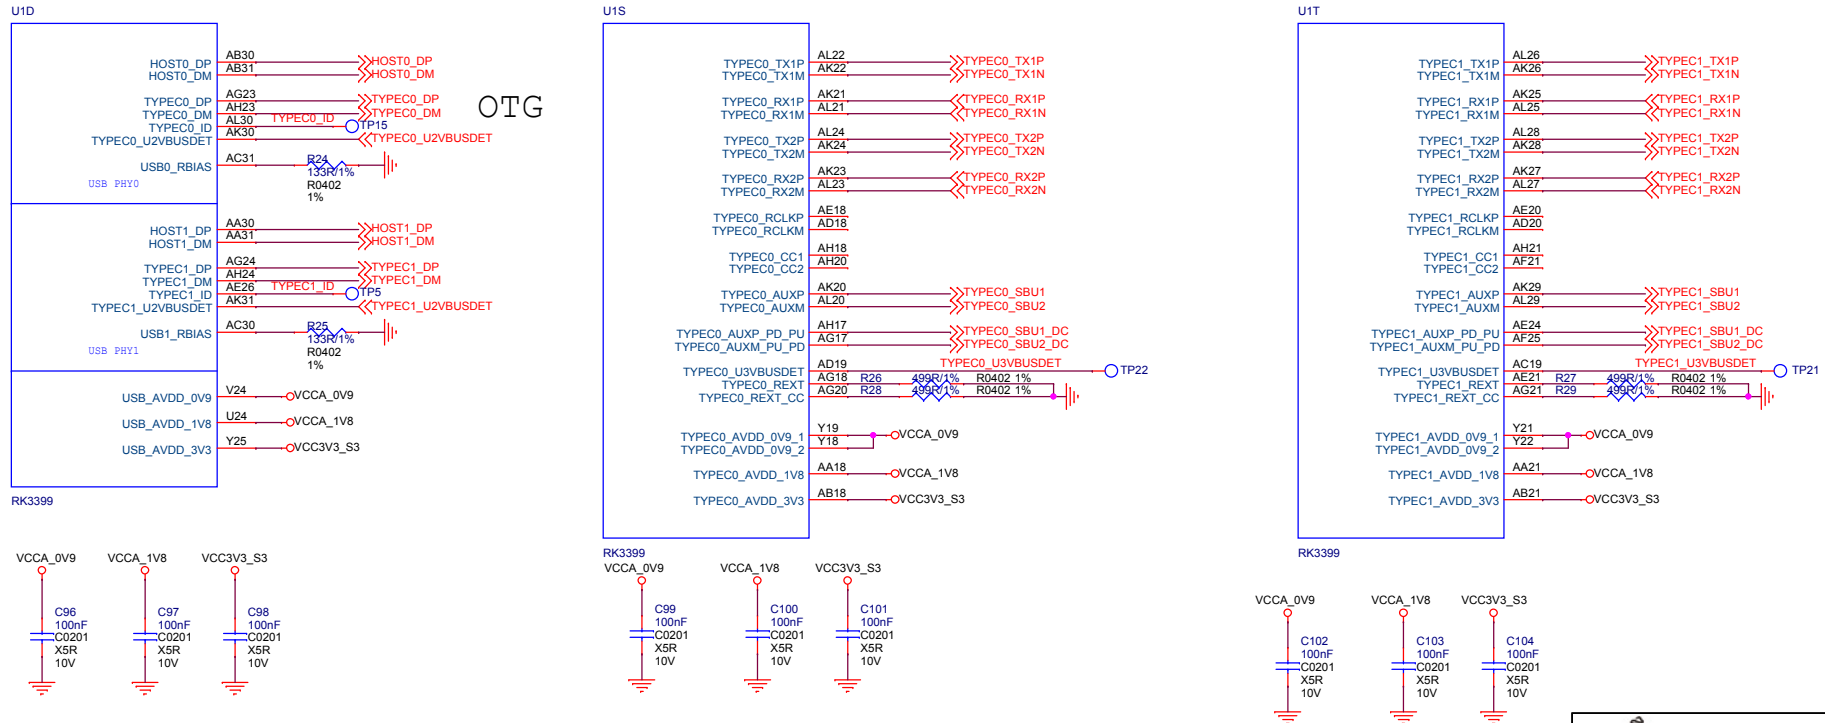 U1D
HOST0_DP AB30 HOST0_DP
HOST0_DM AB31 HOST0_DM
TYPEC0_DP AG23 TYPEC0_DP
TYPEC0_DM AH23 TYPEC0_DM
TYPEC0_ID AL30 TYPEC0_ID TP15
TYPEC0_U2VBUSDET AK30 TYPEC0_U2VBUSDET
OTG
USB0_RBIAS AC31 R24
133R/1%
R0402
1%
USB PHY0
HOST1_DP AA30 HOST1_DP
HOST1_DM AA31 HOST1_DM
TYPEC1_DP AG24 TYPEC1_DP
TYPEC1_DM AH24 TYPEC1_DM
TYPEC1_ID AE26 TYPEC1_ID TP5
TYPEC1_U2VBUSDET AK31 TYPEC1_U2VBUSDET
USB1_RBIAS AC30 R25
133R/1%
R0402
1%
USB PHY1
USB_AVDD_0V9 V24 VCCA_0V9
USB_AVDD_1V8 U24 VCCA_1V8
USB_AVDD_3V3 Y25 VCC3V3_S3
RK3399
VCCA_0V9 VCCA_1V8 VCC3V3_S3
C96 C97 C98
100nF 100nF 100nF
C0201 C0201 C0201
X5R X5R X5R
10V 10V 10V
U1S
TYPEC0_TX1P AL22 TYPEC0_TX1P
TYPEC0_TX1M AK22 TYPEC0_TX1N
TYPEC0_RX1P AK21 TYPEC0_RX1P
TYPEC0_RX1M AL21 TYPEC0_RX1N
TYPEC0_TX2P AL24 TYPEC0_TX2P
TYPEC0_TX2M AK24 TYPEC0_TX2N
TYPEC0_RX2P AK23 TYPEC0_RX2P
TYPEC0_RX2M AL23 TYPEC0_RX2N
TYPEC0_RCLKP AE18
TYPEC0_RCLKM AD18
TYPEC0_CC1 AH18
TYPEC0_CC2 AH20
TYPEC0_AUXP AK20 TYPEC0_SBU1
TYPEC0_AUXM AL20 TYPEC0_SBU2
TYPEC0_AUXP_PD_PU AH17 TYPEC0_SBU1_DC
TYPEC0_AUXM_PU_PD AG17 TYPEC0_SBU2_DC
TYPEC0_U3VBUSDET AD19 TYPEC0_U3VBUSDET TP22
TYPEC0_REXT AG18 R26 499R/1% R0402 1%
TYPEC0_REXT_CC AG20 R28 499R/1% R0402 1%
TYPEC0_AVDD_0V9_1 Y19 VCCA_0V9
TYPEC0_AVDD_0V9_2 Y18
TYPEC0_AVDD_1V8 AA18 VCCA_1V8
TYPEC0_AVDD_3V3 AB18 VCC3V3_S3
RK3399
VCCA_0V9 VCCA_1V8 VCC3V3_S3
C99 C100 C101
100nF 100nF 100nF
C0201 C0201 C0201
X5R X5R X5R
10V 10V 10V
U1T
TYPEC1_TX1P AL26 TYPEC1_TX1P
TYPEC1_TX1M AK26 TYPEC1_TX1N
TYPEC1_RX1P AK25 TYPEC1_RX1P
TYPEC1_RX1M AL25 TYPEC1_RX1N
TYPEC1_TX2P AL28 TYPEC1_TX2P
TYPEC1_TX2M AK28 TYPEC1_TX2N
TYPEC1_RX2P AK27 TYPEC1_RX2P
TYPEC1_RX2M AL27 TYPEC1_RX2N
TYPEC1_RCLKP AE20
TYPEC1_RCLKM AD20
TYPEC1_CC1 AH21
TYPEC1_CC2 AF21
TYPEC1_AUXP AK29 TYPEC1_SBU1
TYPEC1_AUXM AL29 TYPEC1_SBU2
TYPEC1_AUXP_PD_PU AE24 TYPEC1_SBU1_DC
TYPEC1_AUXM_PU_PD AF25 TYPEC1_SBU2_DC
TYPEC1_U3VBUSDET AC19 TYPEC1_U3VBUSDET TP21
TYPEC1_REXT AE21 R27 499R/1% R0402 1%
TYPEC1_REXT_CC AG21 R29 499R/1% R0402 1%
TYPEC1_AVDD_0V9_1 Y21 VCCA_0V9
TYPEC1_AVDD_0V9_2 Y22
TYPEC1_AVDD_1V8 AA21 VCCA_1V8
TYPEC1_AVDD_3V3 AB21 VCC3V3_S3
RK3399
VCCA_0V9 VCCA_1V8 VCC3V3_S3
C102 C103 C104
100nF 100nF 100nF
C0201 C0201 C0201
X5R X5R X5R
10V 10V 10V